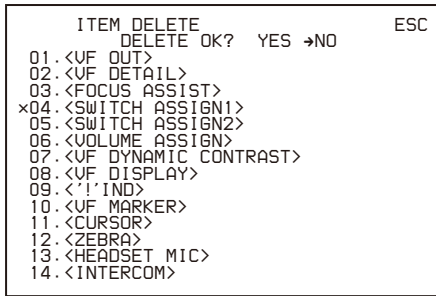 ITEM DELETE ESC
DELETE OK? YES →NO
01.<VF OUT>
02.<VF DETAIL>
03.<FOCUS ASSIST>
×04.<SWITCH ASSIGN1>
05.<SWITCH ASSIGN2>
06.<VOLUME ASSIGN>
07.<VF DYNAMIC CONTRAST>
08.<VF DISPLAY>
09.<'!'IND>
10.<VF MARKER>
11.<CURSOR>
12.<ZEBRA>
13.<HEADSET MIC>
14.<INTERCOM>